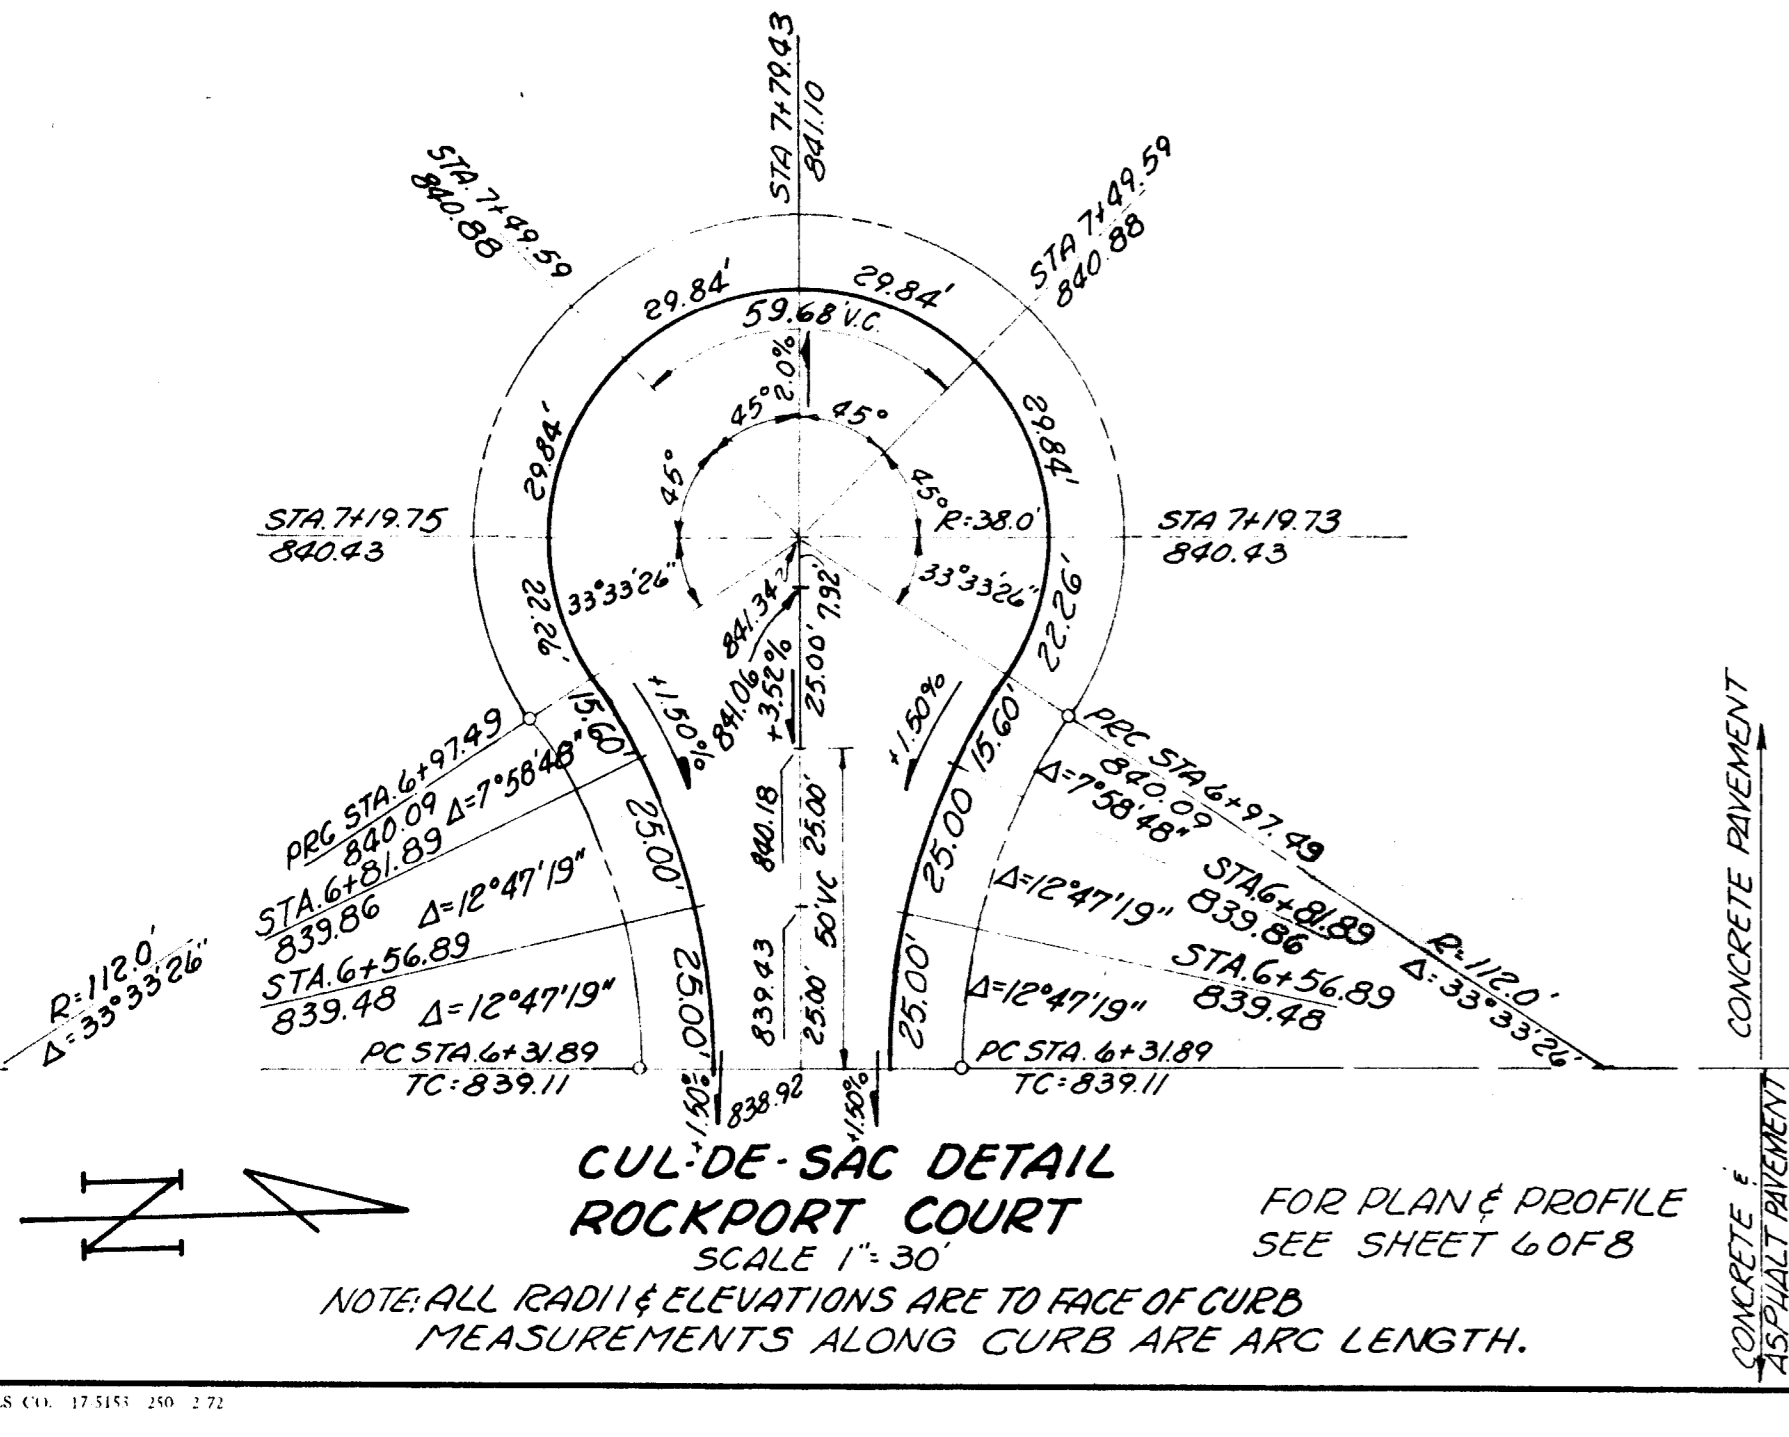 STA 7+79.43
841.10
STA. 7+49.59
840.88
STA 7+49.59
840.88
29.84'
29.84'
59.68' V.C.
2.0%
45°
45°
45°
45°
29.84'
29.84'
R=38.0'
STA. 7+19.75
840.43
STA 7+19.73
840.43
33°33'26"
33°33'26"
22.26'
22.26'
841.34
7.92'
841.06
+3.52%
25.00'
+1.50%
+1.50%
15.60'
15.60'
PRC STA. 6+97.49
840.09
Δ=7°58'48"
PRC STA 6+97.49
840.09
Δ=7°58'48"
STA. 6+81.89
839.86
Δ=12°47'19"
STA 6+81.89
839.86
Δ=12°47'19"
25.00'
25.00
840.18
25.00'
50' VC
STA. 6+56.89
839.48
Δ=12°47'19"
STA. 6+56.89
839.48
Δ=12°47'19"
R=112.0'
Δ=33°33'26"
R=112.0'
Δ=33°33'26"
25.00'
25.00'
839.43
25.00'
PC STA. 6+31.89
TC=839.11
PC STA. 6+31.89
TC=839.11
+1.50%
838.92
+1.50%
CONCRETE PAVEMENT
CONCRETE &
ASPHALT PAVEMENT
N
CUL-DE-SAC DETAIL
ROCKPORT COURT
SCALE 1"=30'
FOR PLAN & PROFILE
SEE SHEET 6 OF 8
NOTE: ALL RADII & ELEVATIONS ARE TO FACE OF CURB
MEASUREMENTS ALONG CURB ARE ARC LENGTH.
S CO. 17-5153 250 2-72